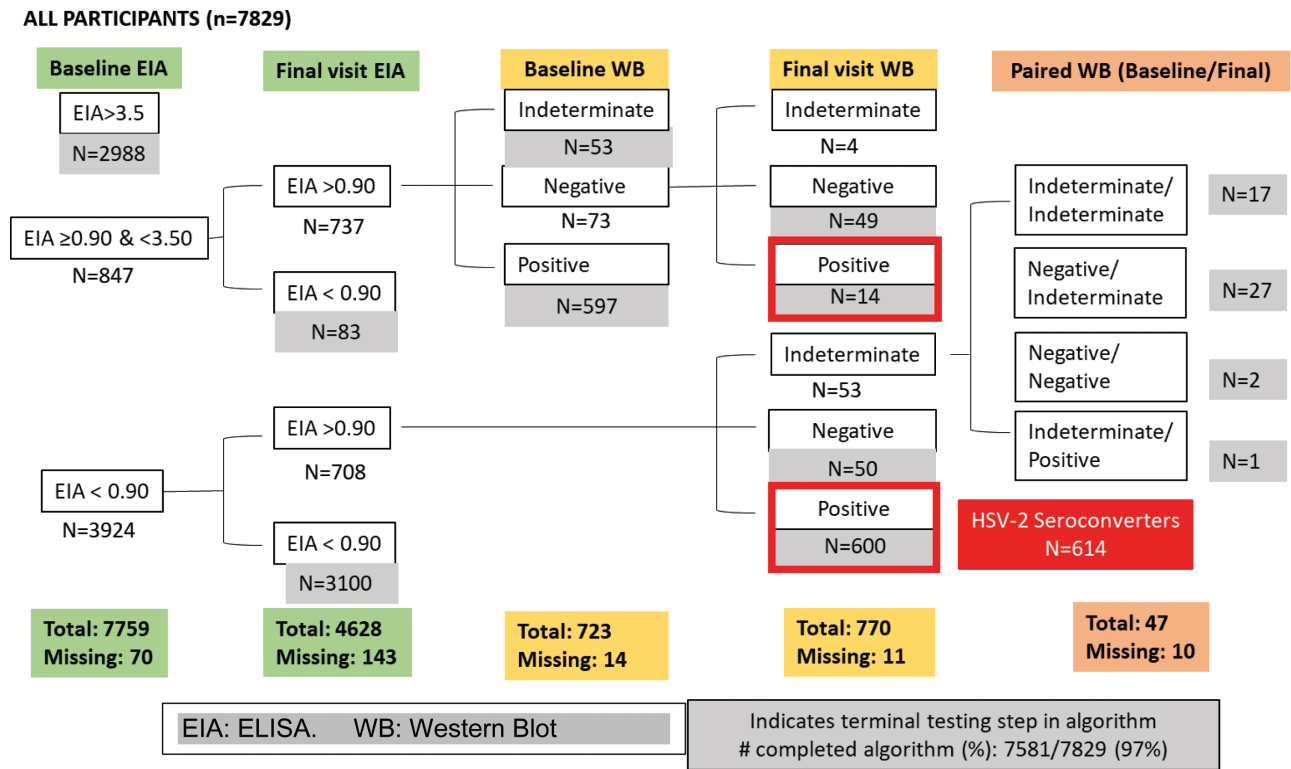 ALL PARTICIPANTS (n=7829)
Baseline EIA
EIA>3.5
N=2988
EIA ≥0.90 & <3.50
N=847
EIA < 0.90
N=3924
Total: 7759
Missing: 70
Final visit EIA
EIA >0.90
N=737
EIA < 0.90
N=83
EIA >0.90
N=708
EIA < 0.90
N=3100
Total: 4628
Missing: 143
Baseline WB
Indeterminate
N=53
Negative
N=73
Positive
N=597
Total: 723
Missing: 14
Final visit WB
Indeterminate
N=4
Negative
N=49
Positive
N=14
Indeterminate
N=53
Negative
N=50
Positive
N=600
Total: 770
Missing: 11
Paired WB (Baseline/Final)
Indeterminate/
Indeterminate
N=17
Negative/
Indeterminate
N=27
Negative/
Negative
N=2
Indeterminate/
Positive
N=1
HSV-2 Seroconverters
N=614
Total: 47
Missing: 10
EIA: ELISA. WB: Western Blot
Indicates terminal testing step in algorithm
# completed algorithm (%): 7581/7829 (97%)